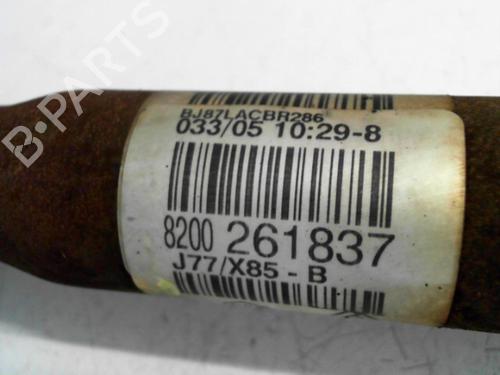 BJ87LACBR286
033/05 10:29-8
8200 261837
J77/X85 - B
B-PARTS